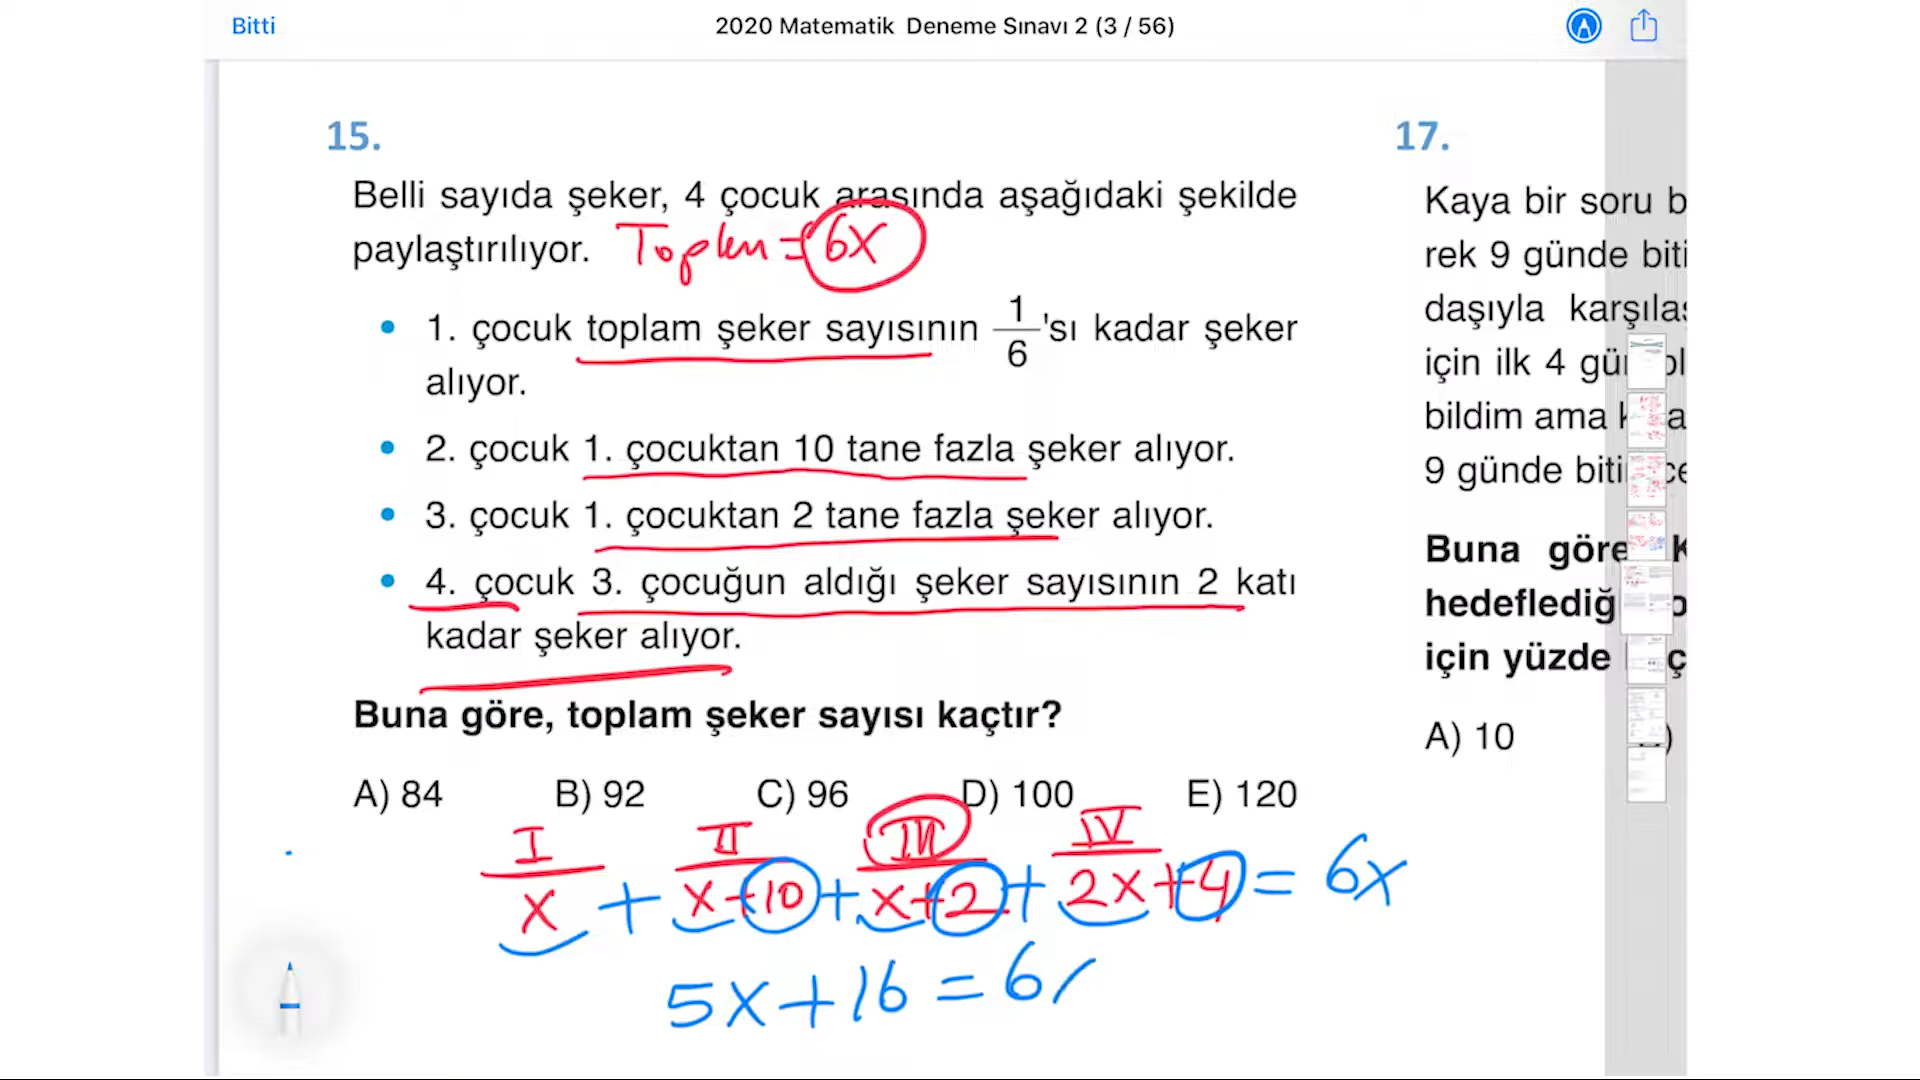 Bitti
2020 Matematik Deneme Sınavı 2 (3 / 56)
15.
Belli sayıda şeker, 4 çocuk arasında aşağıdaki şekilde
paylaştırılıyor. Toplam = 6x
• 1. çocuk toplam şeker sayısının 1/6 'sı kadar şeker
alıyor.
• 2. çocuk 1. çocuktan 10 tane fazla şeker alıyor.
• 3. çocuk 1. çocuktan 2 tane fazla şeker alıyor.
• 4. çocuk 3. çocuğun aldığı şeker sayısının 2 katı
kadar şeker alıyor.
Buna göre, toplam şeker sayısı kaçtır?
A) 84 B) 92 C) 96 D) 100 E) 120
I II III IV
x + x+10 + x+2 + 2x+4 = 6x
5x+16=6
17.
Kaya bir soru b
rek 9 günde biti
daşıyla karşılaş
için ilk 4 gü
bildim ama
9 günde biti
Buna göre
hedeflediğ
için yüzde
A) 10